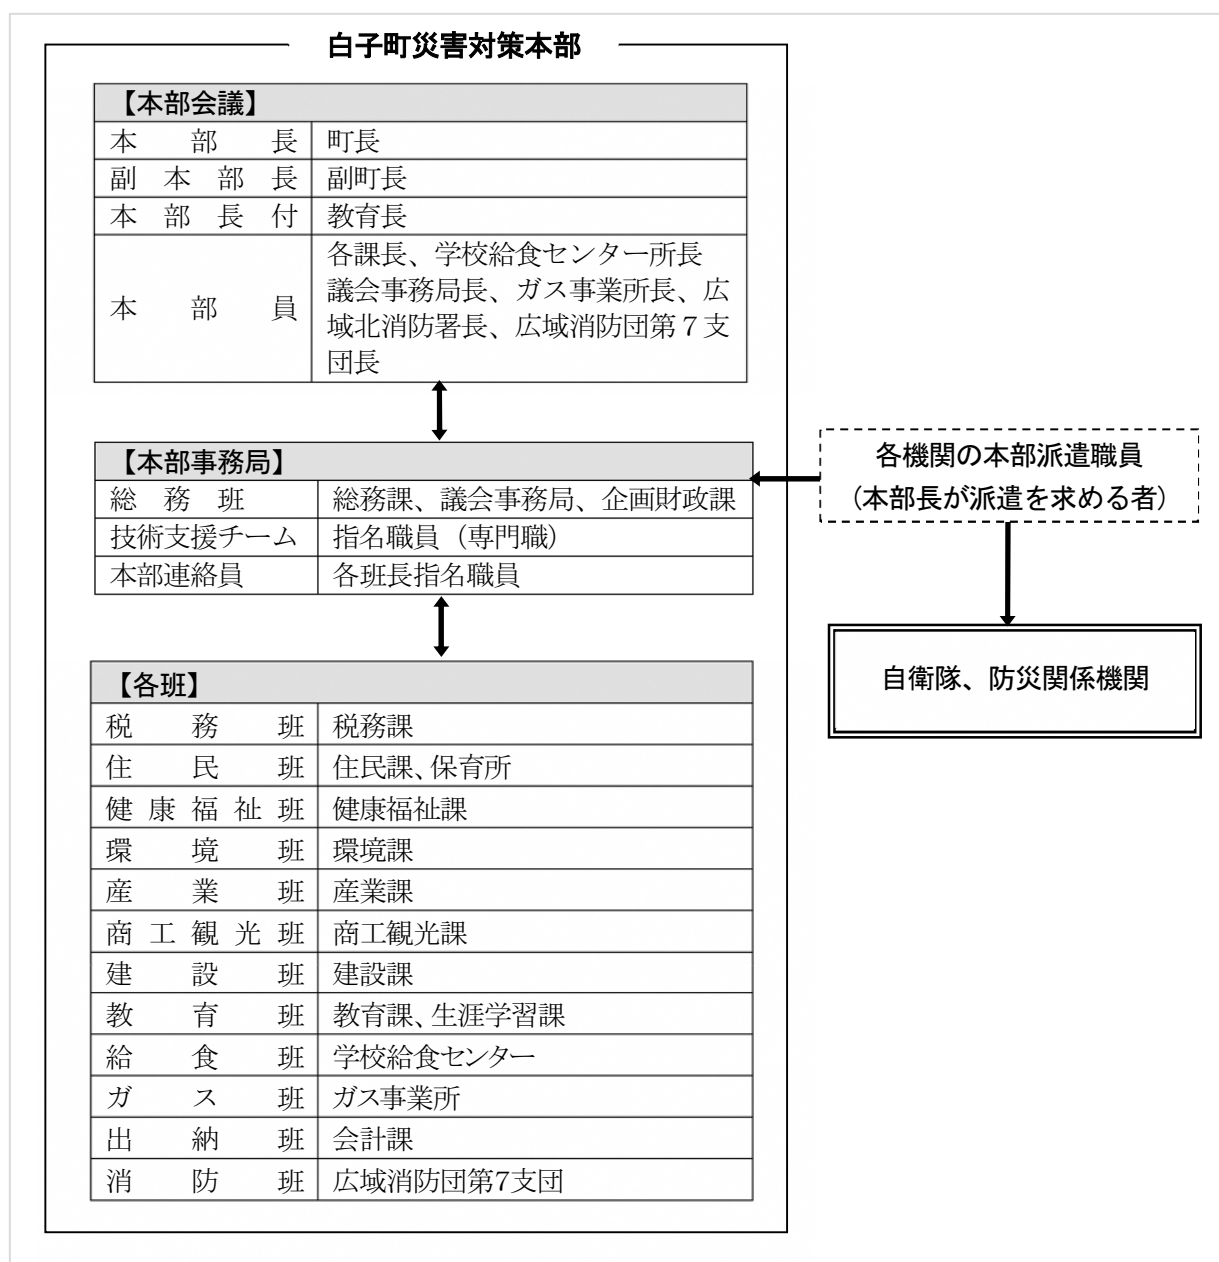 白子町災害対策本部
【本部会議】
本部長 町長
副本部長 副町長
本部長付 教育長
本部員 各課長、学校給食センター所長
議会事務局長、ガス事業所長、広
域北消防署長、広域消防団第7支
団長
【本部事務局】
総務班 総務課、議会事務局、企画財政課
技術支援チーム 指名職員（専門職）
本部連絡員 各班長指名職員
各機関の本部派遣職員
（本部長が派遣を求める者）
自衛隊、防災関係機関
【各班】
税務班 税務課
住民班 住民課、保育所
健康福祉班 健康福祉課
環境班 環境課
産業班 産業課
商工観光班 商工観光課
建設班 建設課
教育班 教育課、生涯学習課
給食班 学校給食センター
ガス班 ガス事業所
出納班 会計課
消防班 広域消防団第7支団